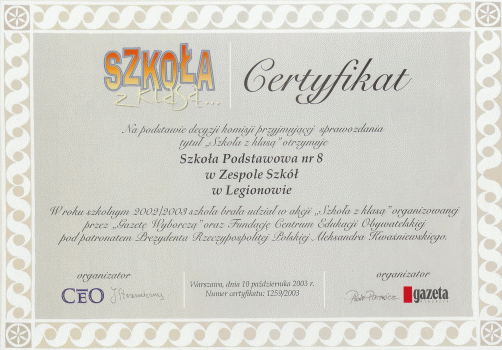 SZKOŁA
z klasą...
Certyfikat
Na podstawie decyzji komisji przyjmującej sprawozdania
tytuł „Szkoła z klasą” otrzymuje
Szkoła Podstawowa nr 8
w Zespole Szkół
w Legionowie
W roku szkolnym 2002/2003 szkoła brała udział w akcji „Szkoła z klasą” organizowanej
przez „Gazetę Wyborczą” oraz Fundację Centrum Edukacji Obywatelskiej
pod patronatem Prezydenta Rzeczypospolitej Polskiej Aleksandra Kwaśniewskiego.
organizator
organizator
CEO
Warszawa, dnia 10 października 2003 r.
Numer certyfikatu: 1259/2003
gazeta